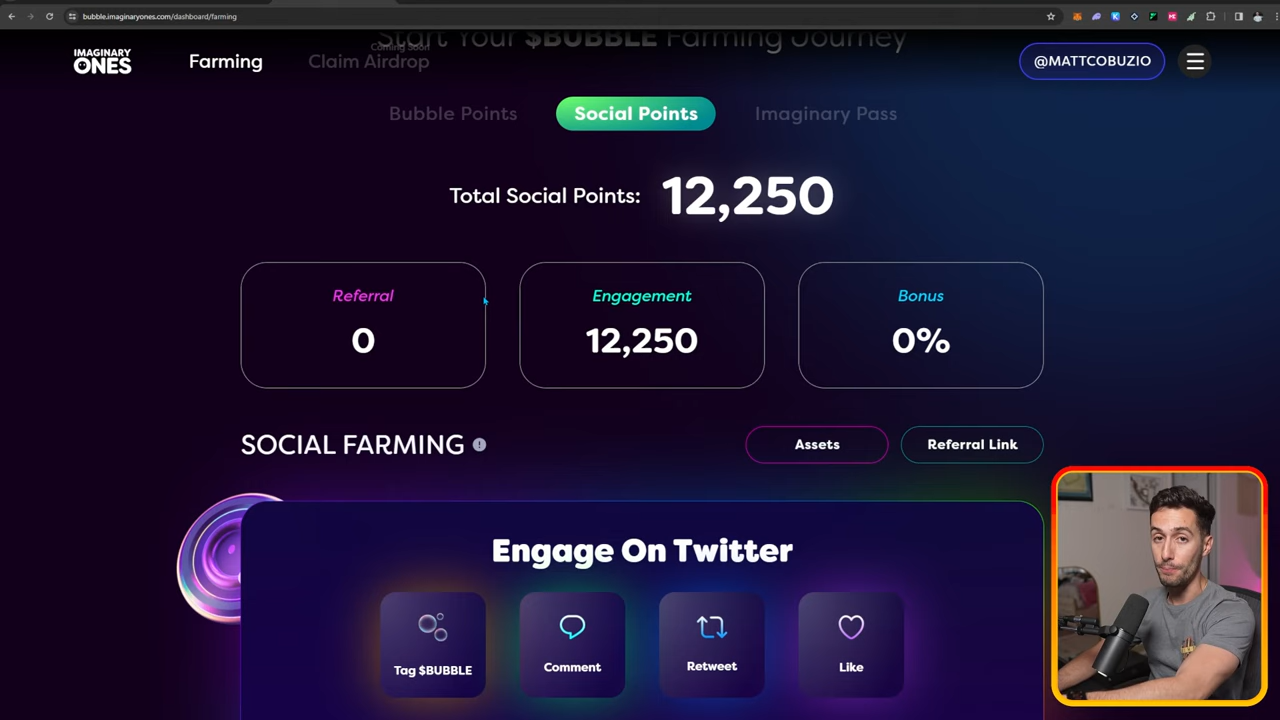 bubble.imaginaryones.com/dashboard/farming
Start Your $BUBBLE Farming Journey
IMAGINARY
ONES
Farming
Coming Soon
Claim Airdrop
@MATTCOBUZIO
Bubble Points
Social Points
Imaginary Pass
Total Social Points: 12,250
Referral
0
Engagement
12,250
Bonus
0%
SOCIAL FARMING
Assets
Referral Link
Engage On Twitter
Tag $BUBBLE
Comment
Retweet
Like